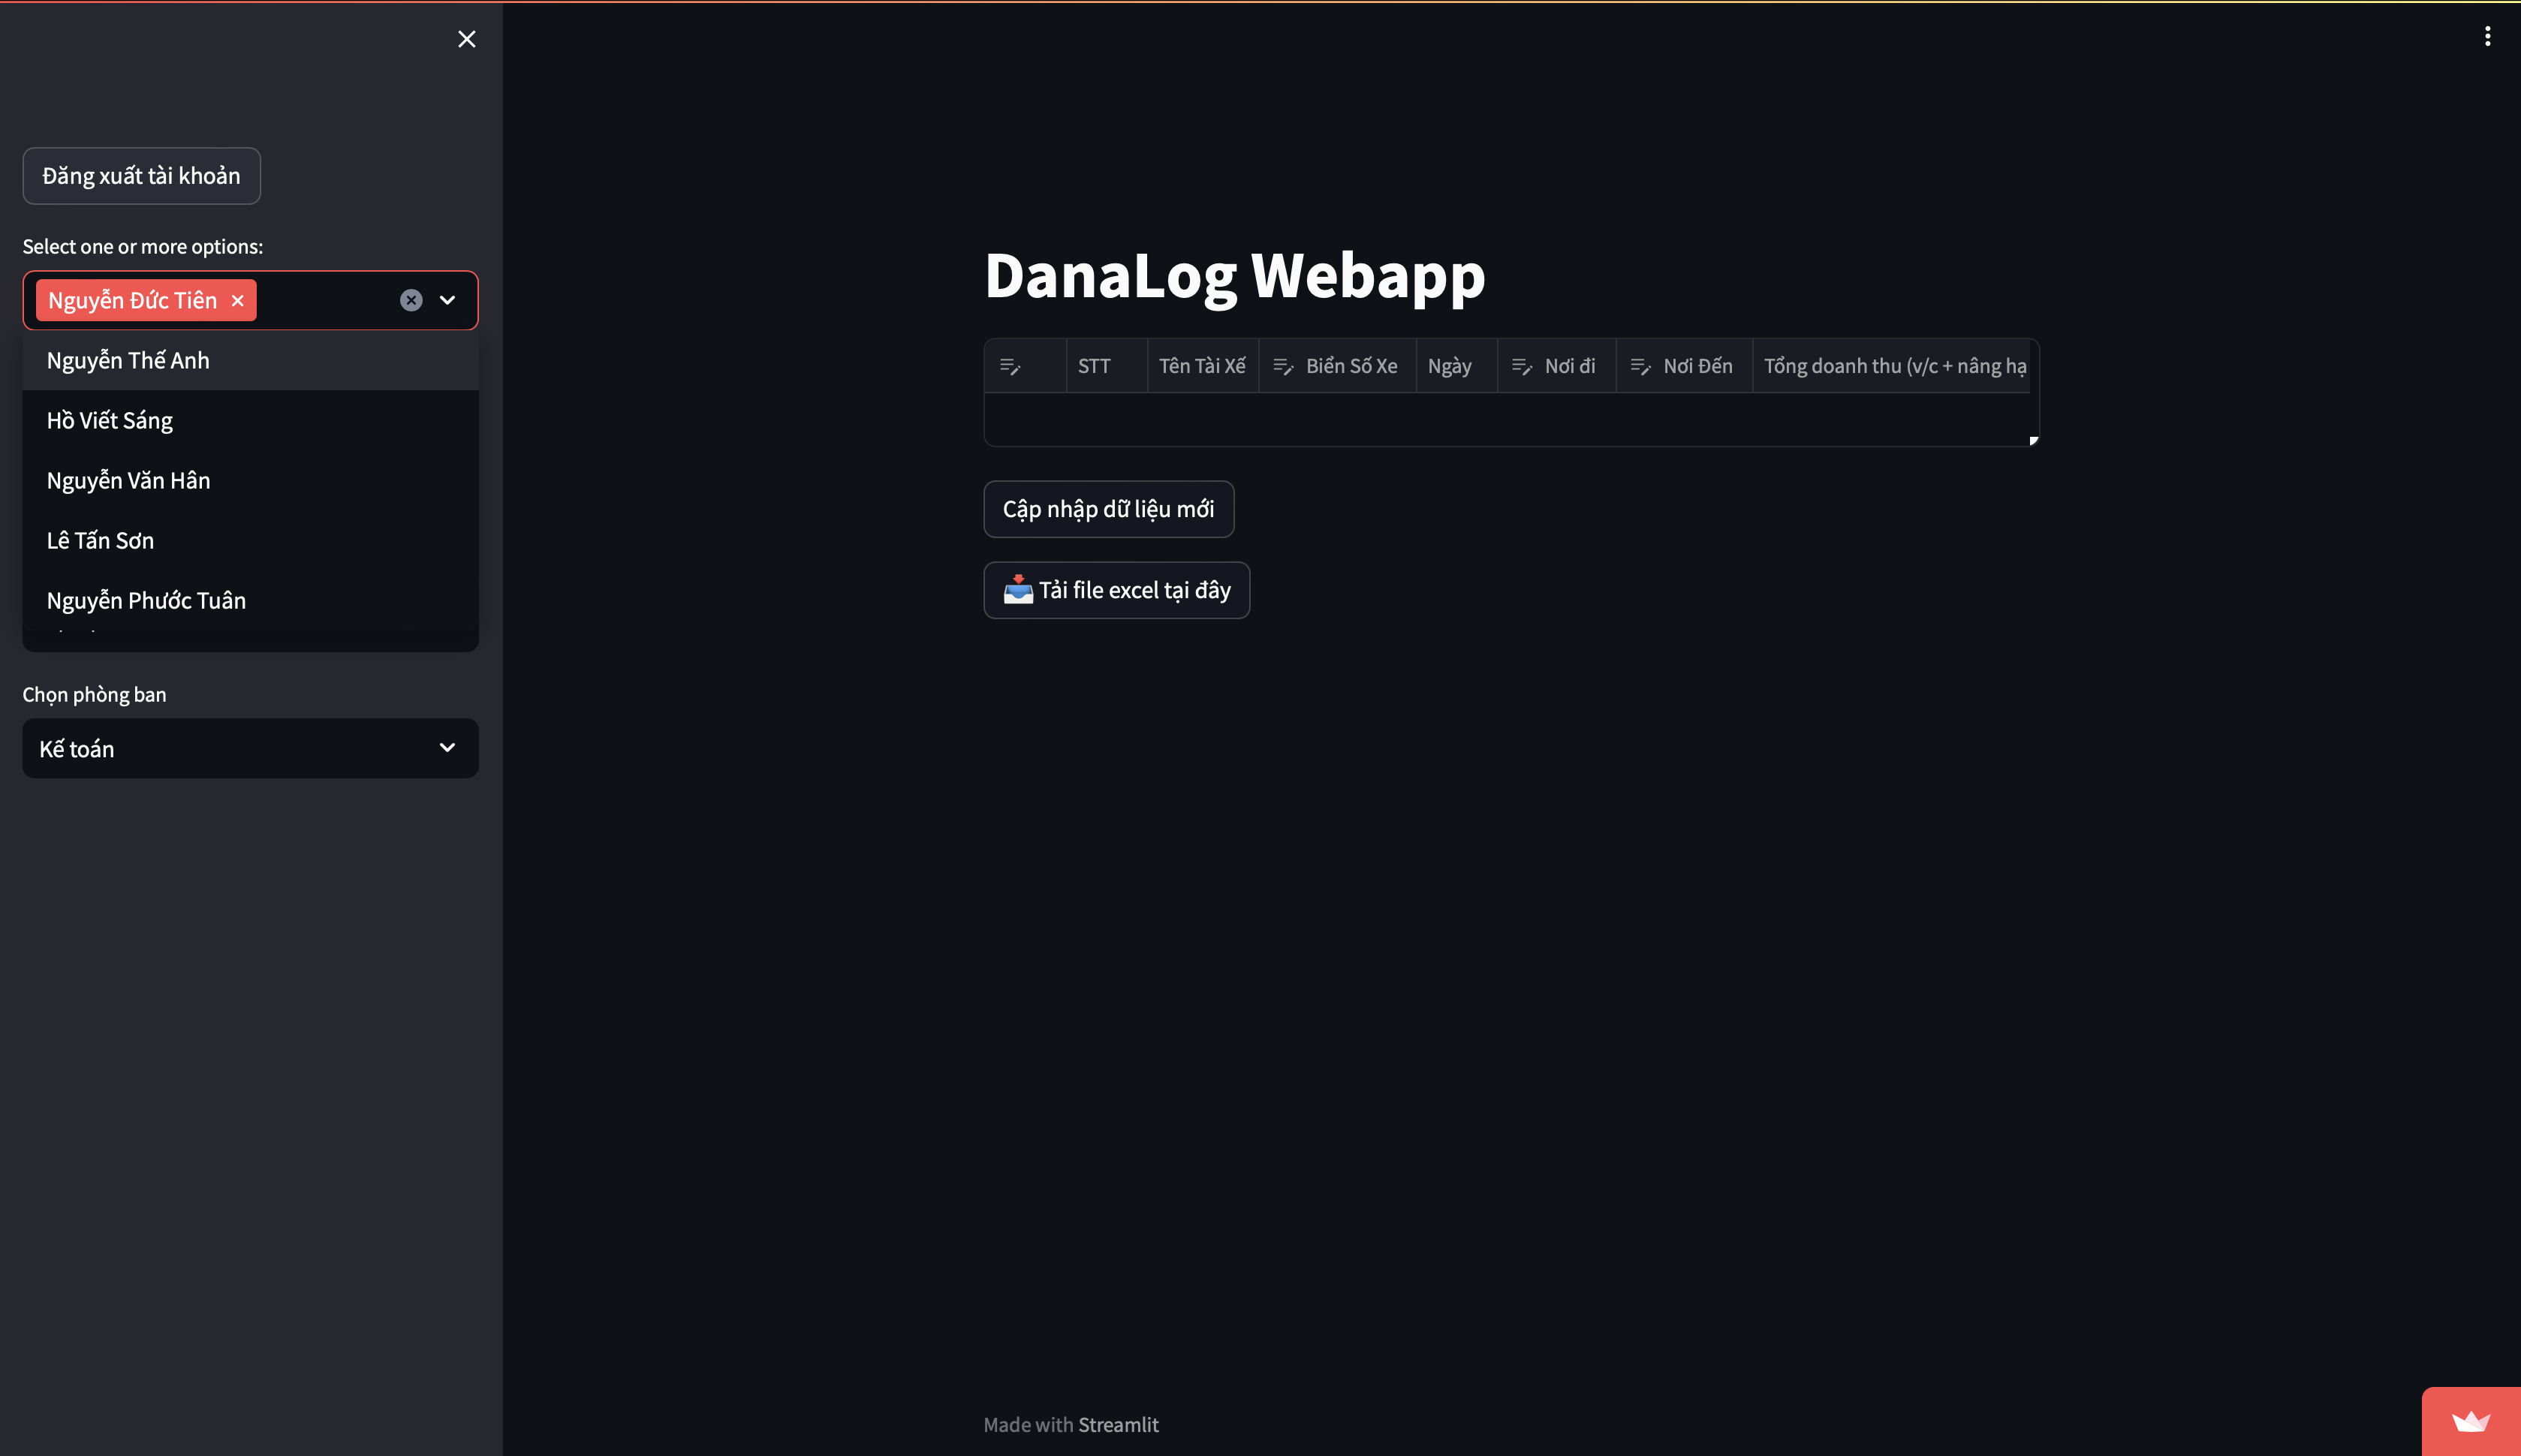 Đăng xuất tài khoản
Select one or more options:
Nguyễn Đức Tiên
Nguyễn Thế Anh
Hồ Viết Sáng
Nguyễn Văn Hân
Lê Tấn Sơn
Nguyễn Phước Tuân
Chọn phòng ban
Kế toán
DanaLog Webapp
STT Tên Tài Xế Biển Số Xe Ngày Nơi đi Nơi Đến Tổng doanh thu (v/c + nâng hạ
Cập nhập dữ liệu mới
Tải file excel tại đây
Made with Streamlit